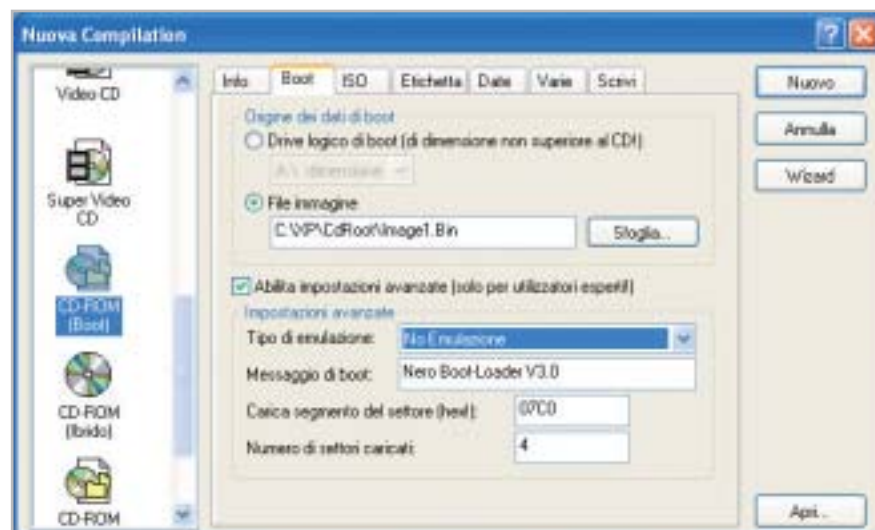 Nuova Compilation
Video CD
Super Video
CD
CD-ROM
(Boot)
CD-ROM
(Ibrido)
CD-ROM
Info Boot ISO Etichetta Date Varie Scrivi
Origine dei dati di boot
Drive logico di boot (di dimensione non superiore al CD!)
A:\ dimensione
File immagine
C:\XP\CdRoot\Image1.Bin
Sfoglia...
Abilita impostazioni avanzate (solo per utilizzatori esperti!)
Impostazioni avanzate
Tipo di emulazione: No Emulazione
Messaggio di boot: Nero Boot-Loader V3.0
Carica segmento del settore (hex!): 07C0
Numero di settori caricati: 4
Nuovo
Annulla
Wizard
Apri...